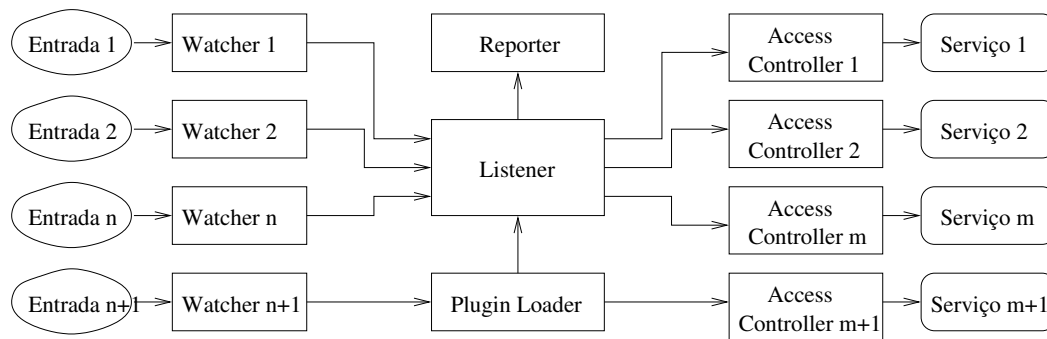 Entrada 1
Watcher 1
Reporter
Access
Controller 1
Serviço 1
Entrada 2
Watcher 2
Listener
Access
Controller 2
Serviço 2
Entrada n
Watcher n
Access
Controller m
Serviço m
Entrada n+1
Watcher n+1
Plugin Loader
Access
Controller m+1
Serviço m+1